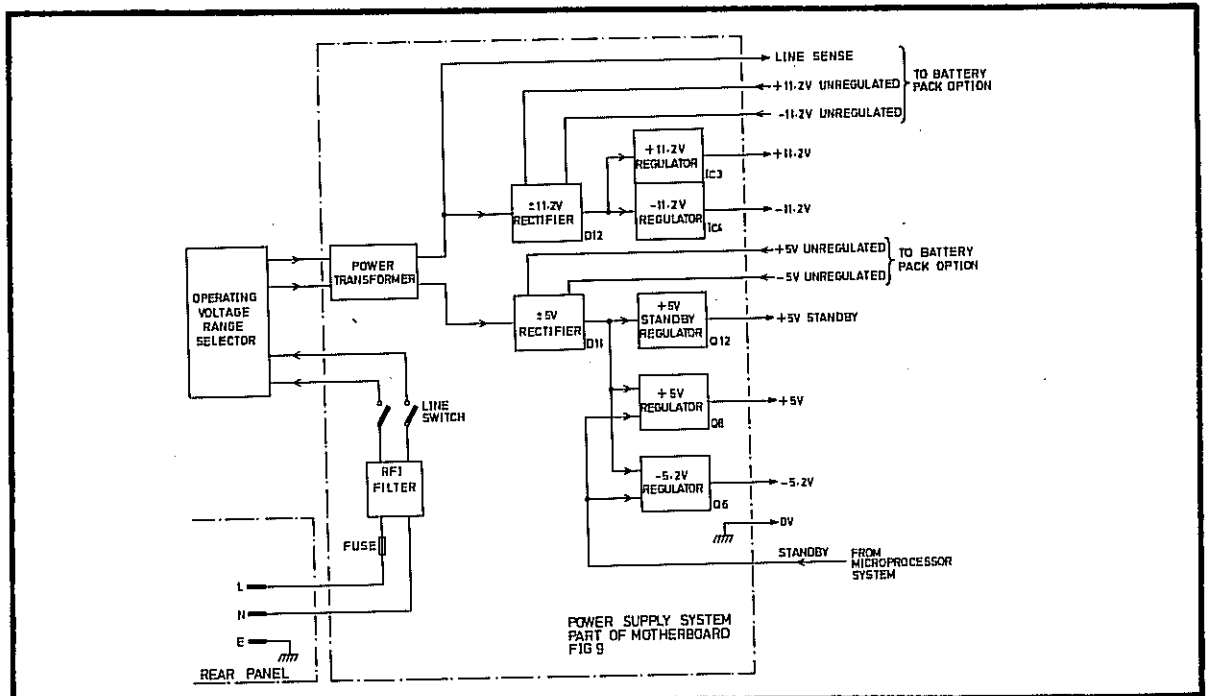 LINE SENSE
+11.2V UNREGULATED
-11.2V UNREGULATED
TO BATTERY
PACK OPTION
+11.2V
REGULATOR
IC3
+11.2V
±11.2V
RECTIFIER
D12
-11.2V
REGULATOR
IC4
-11.2V
OPERATING
VOLTAGE
RANGE
SELECTOR
POWER
TRANSFORMER
+5V UNREGULATED
-5V UNREGULATED
TO BATTERY
PACK OPTION
±5V
RECTIFIER
D11
+5V
STANDBY
REGULATOR
Q12
+5V STANDBY
LINE
SWITCH
+5V
REGULATOR
Q8
+5V
RFI
FILTER
-5.2V
REGULATOR
Q6
-5.2V
0V
FUSE
STANDBY
FROM
MICROPROCESSOR
SYSTEM
L
N
E
REAR PANEL
POWER SUPPLY SYSTEM
PART OF MOTHERBOARD
FIG 9